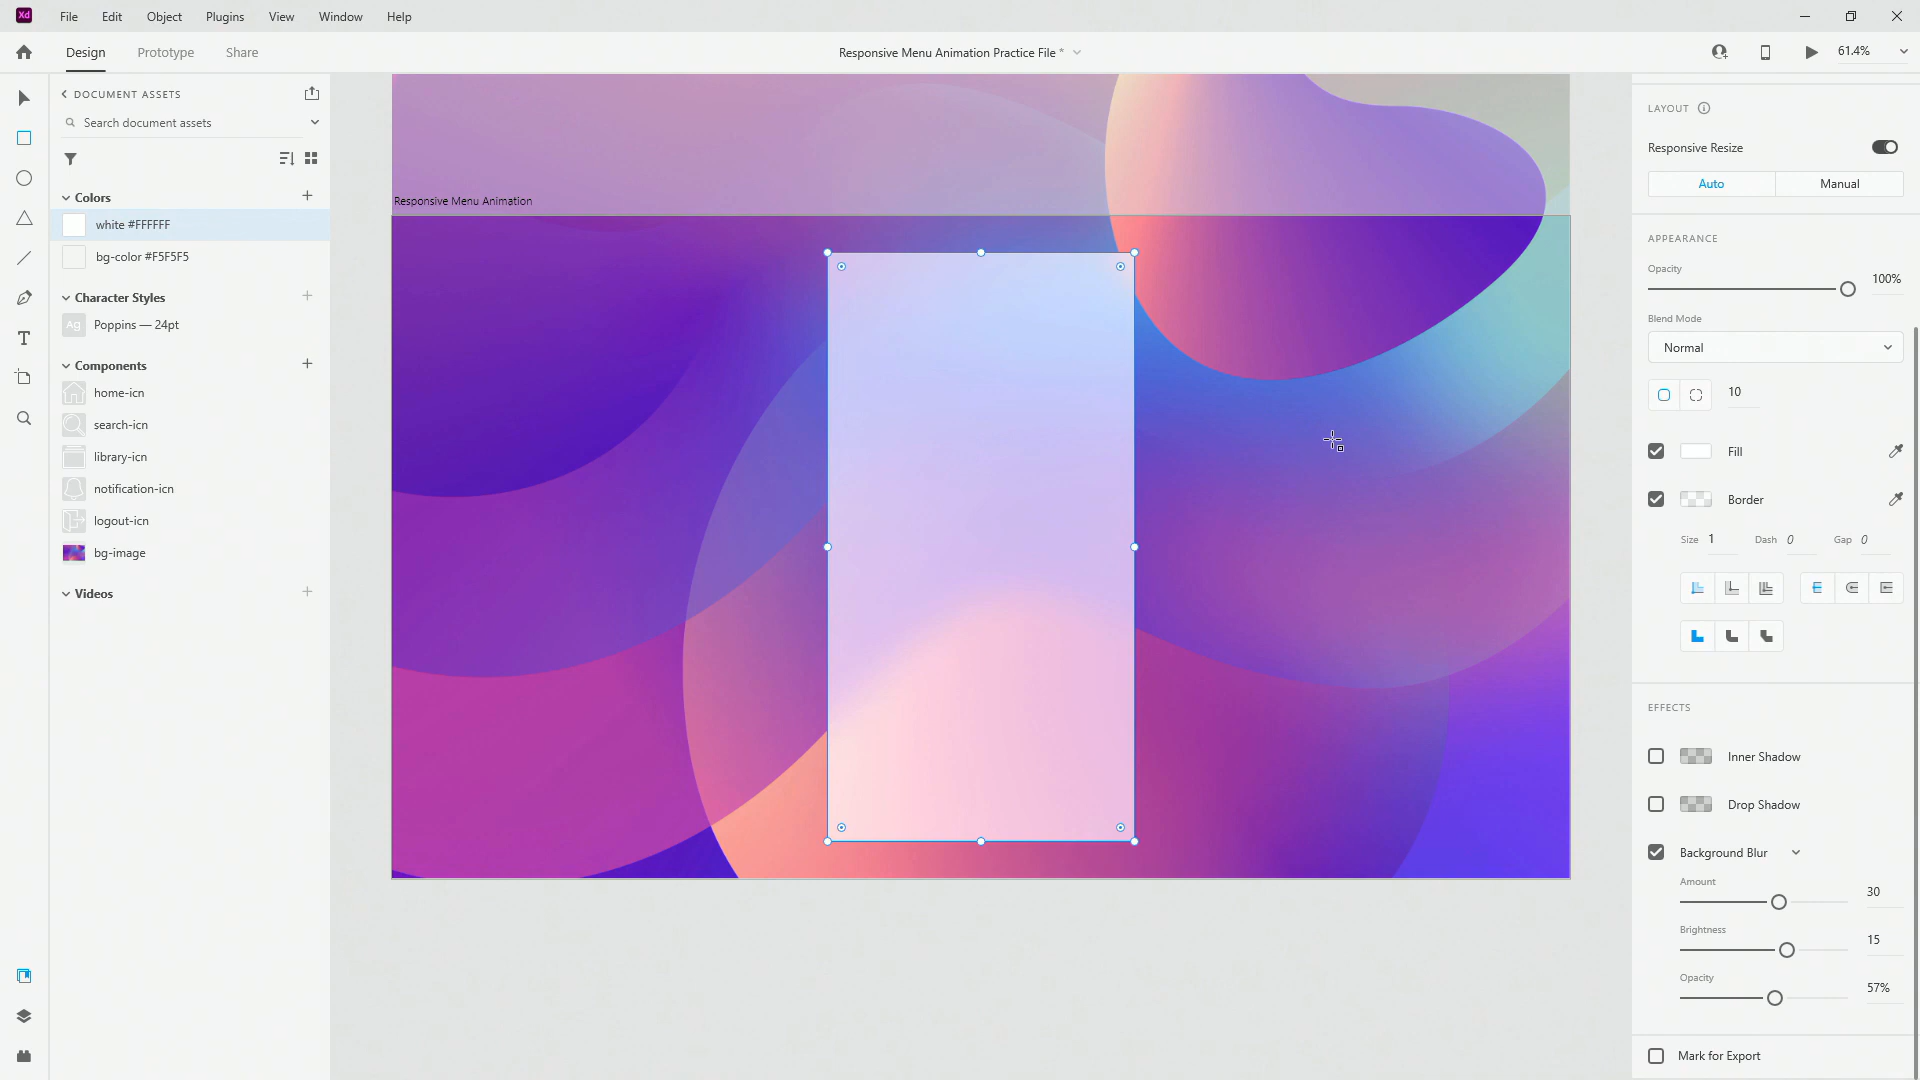 Xd File Edit Object Plugins View Window Help
Design Prototype Share Responsive Menu Animation Practice File * 61.4%
DOCUMENT ASSETS
Search document assets
Colors
white #FFFFFF
bg-color #F5F5F5
Character Styles
Ag Poppins — 24pt
Components
home-icn
search-icn
library-icn
notification-icn
logout-icn
bg-image
Videos
Responsive Menu Animation
LAYOUT
Responsive Resize
Auto Manual
APPEARANCE
Opacity
100%
Blend Mode
Normal
10
Fill
Border
Size 1 Dash 0 Gap 0
EFFECTS
Inner Shadow
Drop Shadow
Background Blur
Amount
30
Brightness
15
Opacity
57%
Mark for Export